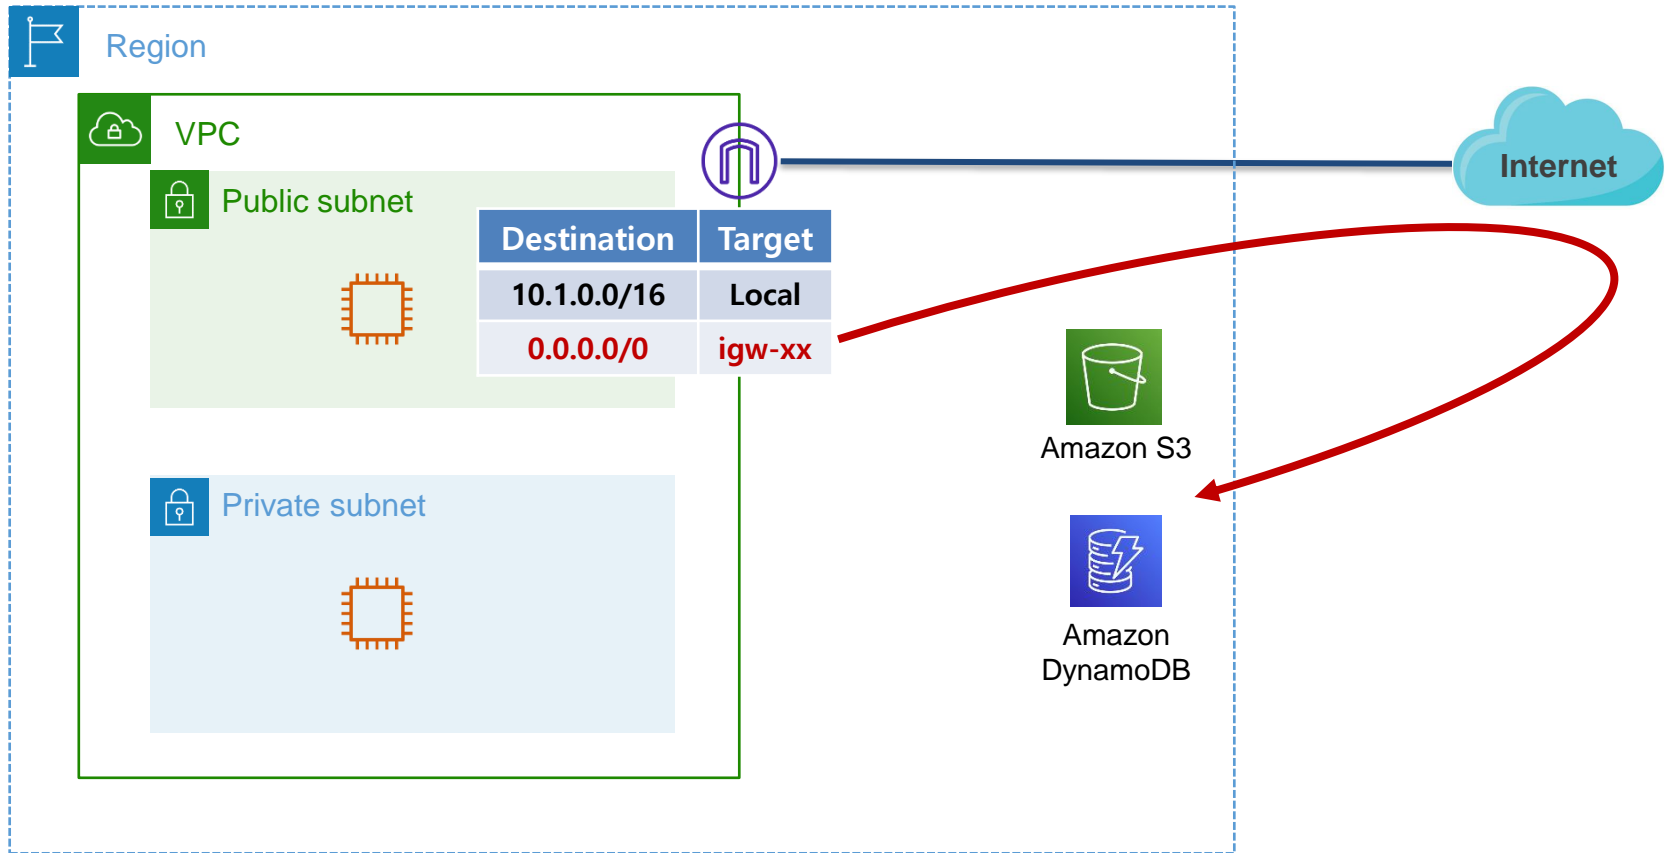 Region
VPC
Public subnet
Destination Target
10.1.0.0/16 Local
0.0.0.0/0 igw-xx
Internet
Amazon S3
Private subnet
Amazon
DynamoDB